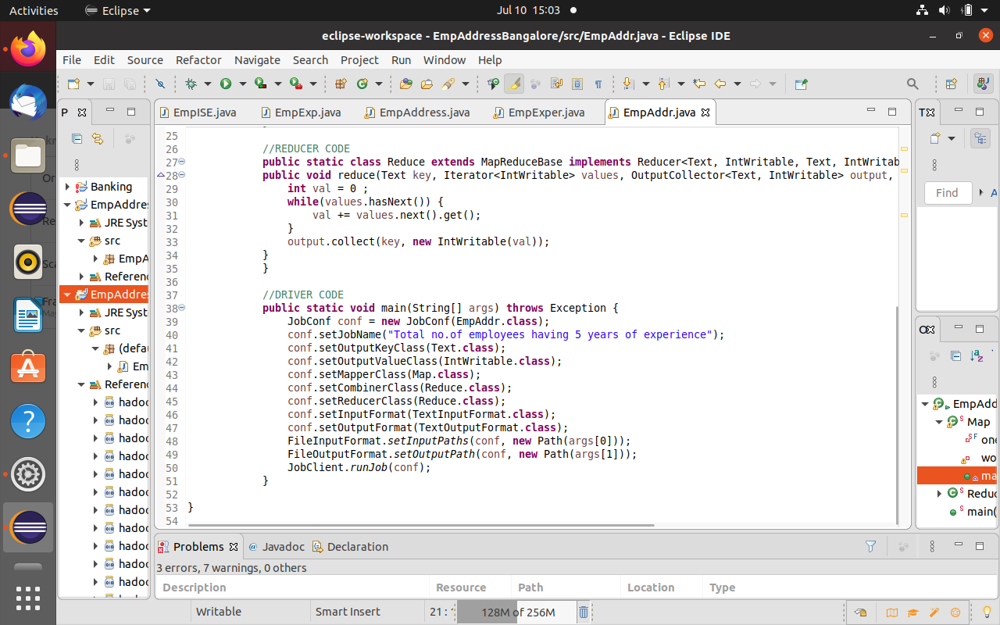 Activities
Eclipse
Jul 10 15:03
eclipse-workspace - EmpAddressBangalore/src/EmpAddr.java - Eclipse IDE
File Edit Source Refactor Navigate Search Project Run Window Help
P
EmpISE.java
EmpExp.java
EmpAddress.java
EmpExper.java
EmpAddr.java
Banking
EmpAddre
JRE Syst
src
EmpA
Referenc
EmpAddre
JRE Syst
src
(defau
Em
Referenc
hadoo
hadoo
hadoo
hadoo
hadoo
hadoo
hadoo
hadoo
hadoo
hadoo
hadoo
25
26 //REDUCER CODE
27 public static class Reduce extends MapReduceBase implements Reducer<Text, IntWritable, Text, IntWritab
28 public void reduce(Text key, Iterator<IntWritable> values, OutputCollector<Text, IntWritable> output,
29 int val = 0 ;
30 while(values.hasNext()) {
31 val += values.next().get();
32 }
33 output.collect(key, new IntWritable(val));
34 }
35 }
36
37 //DRIVER CODE
38 public static void main(String[] args) throws Exception {
39 JobConf conf = new JobConf(EmpAddr.class);
40 conf.setJobName("Total no.of employees having 5 years of experience");
41 conf.setOutputKeyClass(Text.class);
42 conf.setOutputValueClass(IntWritable.class);
43 conf.setMapperClass(Map.class);
44 conf.setCombinerClass(Reduce.class);
45 conf.setReducerClass(Reduce.class);
46 conf.setInputFormat(TextInputFormat.class);
47 conf.setOutputFormat(TextOutputFormat.class);
48 FileInputFormat.setInputPaths(conf, new Path(args[0]));
49 FileOutputFormat.setOutputPath(conf, new Path(args[1]));
50 JobClient.runJob(conf);
51 }
52
53 }
54
Find
A
EmpAdd
Map
one
wo
ma
Reduc
main(
Problems
Javadoc
Declaration
3 errors, 7 warnings, 0 others
Description Resource Path Location Type
Writable
Smart Insert
21 :
128M of 256M